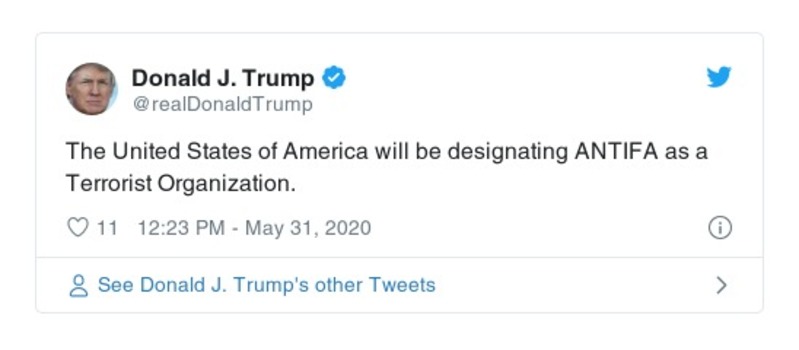 Donald J. Trump
@realDonaldTrump
The United States of America will be designating ANTIFA as a
Terrorist Organization.
11 12:23 PM - May 31, 2020
See Donald J. Trump's other Tweets